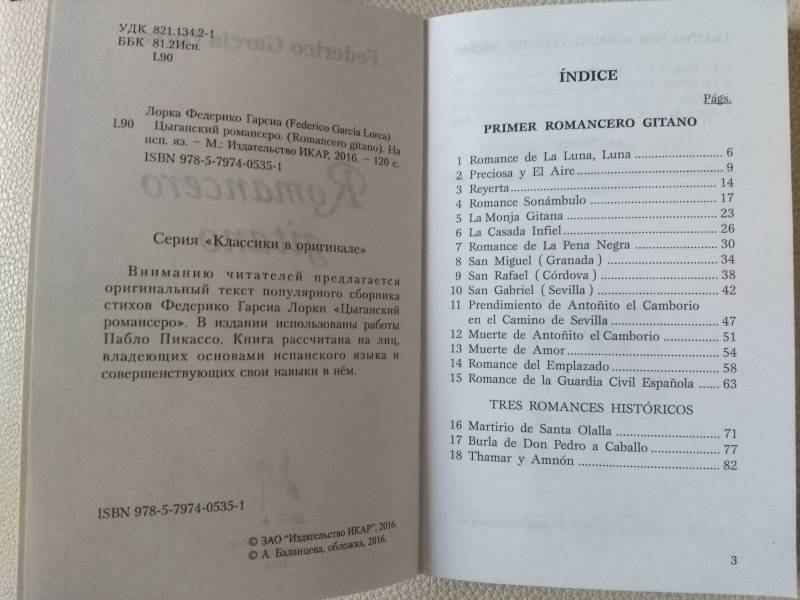 УДК 821.134.2-1
ББК 81.2Исп.
L90
Лорка Федерико Гарсиа (Federico García Lorca)
L90 Цыганский романсеро. (Romancero gitano). На
исп. яз. – М.: Издательство ИКАР, 2016. – 120 с.
ISBN 978-5-7974-0535-1
Серия «Классики в оригинале»
Вниманию читателей предлагается
оригинальный текст популярного сборника
стихов Федерико Гарсиа Лорки «Цыганский
романсеро». В издании использованы работы
Пабло Пикассо. Книга рассчитана на лиц,
владеющих основами испанского языка и
совершенствующих свои навыки в нём.
ISBN 978-5-7974-0535-1
© ЗАО "Издательство ИКАР", 2016.
© А. Баланцева, обложка, 2016.
ÍNDICE
Págs.
PRIMER ROMANCERO GITANO
1 Romance de La Luna, Luna ... 6
2 Preciosa y El Aire ... 9
3 Reyerta ... 14
4 Romance Sonámbulo ... 17
5 La Monja Gitana ... 23
6 La Casada Infiel ... 26
7 Romance de La Pena Negra ... 30
8 San Miguel ( Granada ) ... 34
9 San Rafael ( Córdova ) ... 38
10 San Gabriel ( Sevilla ) ... 42
11 Prendimiento de Antoñito el Camborio
en el Camino de Sevilla ... 47
12 Muerte de Antoñito el Camborio ... 51
13 Muerte de Amor ... 54
14 Romance del Emplazado ... 58
15 Romance de la Guardia Civil Española ... 63
TRES ROMANCES HISTÓRICOS
16 Martirio de Santa Olalla ... 71
17 Burla de Don Pedro a Caballo ... 77
18 Thamar y Amnón ... 82
3
Federico García
Romancero
gitano